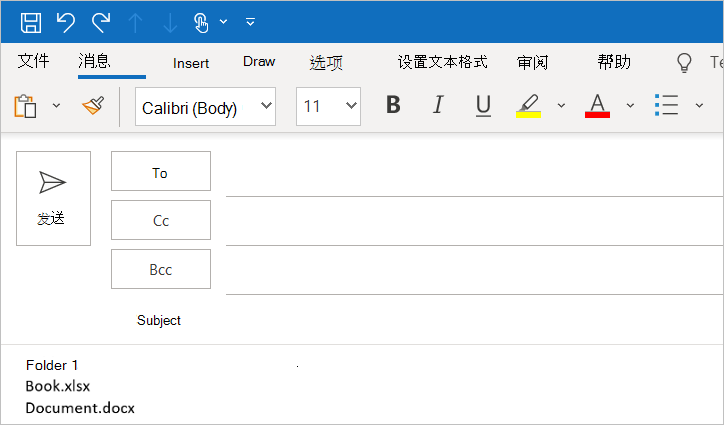 文件 消息 Insert Draw 选项 设置文本格式 审阅 帮助 Te
Calibri (Body) 11 B I U A
To
发送
Cc
Bcc
Subject
Folder 1
Book.xlsx
Document.docx